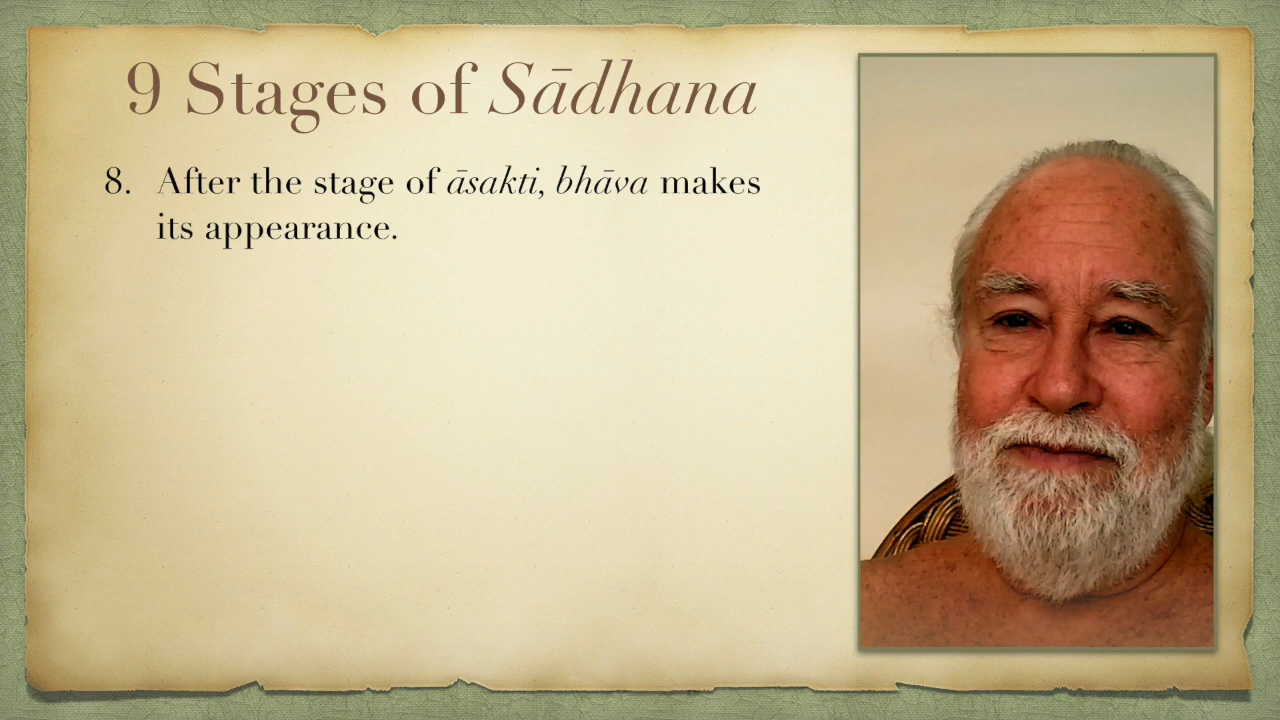 9 Stages of Sādhana
8. After the stage of āsakti, bhāva makes
its appearance.